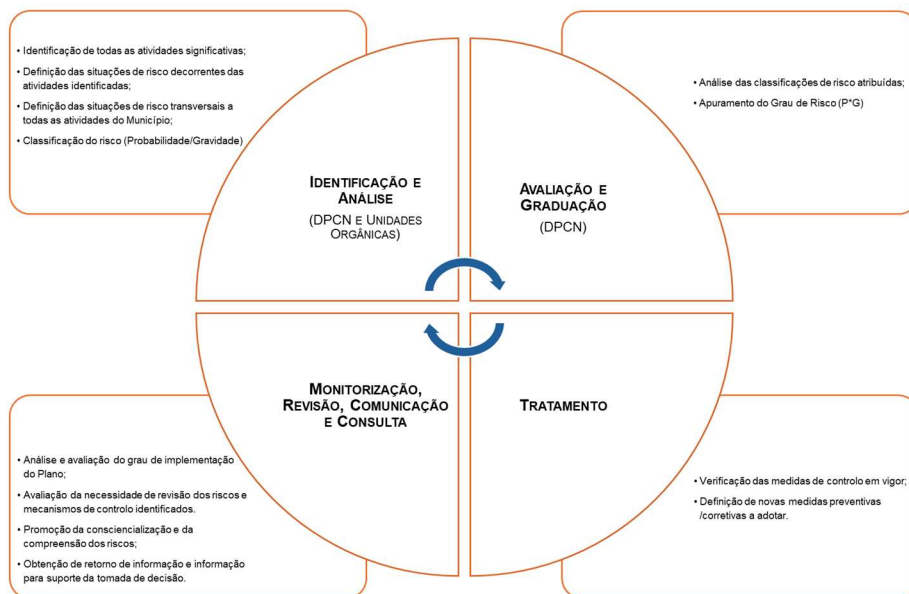 • Identificação de todas as atividades significativas;
• Definição das situações de risco decorrentes das
atividades identificadas;
• Definição das situações de risco transversais a
todas as atividades do Município;
• Classificação do risco (Probabilidade/Gravidade)
IDENTIFICAÇÃO E
ANÁLISE
(DPCN E UNIDADES
ORGÂNICAS)
• Análise das classificações de risco atribuídas;
• Apuramento do Grau de Risco (P*G)
AVALIAÇÃO E
GRADUAÇÃO
(DPCN)
MONITORIZAÇÃO,
REVISÃO, COMUNICAÇÃO
E CONSULTA
• Análise e avaliação do grau de implementação
do Plano;
• Avaliação da necessidade de revisão dos riscos e
mecanismos de controlo identificados.
• Promoção da consciencialização e da
compreensão dos riscos;
• Obtenção de retorno de informação e informação
para suporte da tomada de decisão.
TRATAMENTO
• Verificação das medidas de controlo em vigor;
• Definição de novas medidas preventivas
/corretivas a adotar.